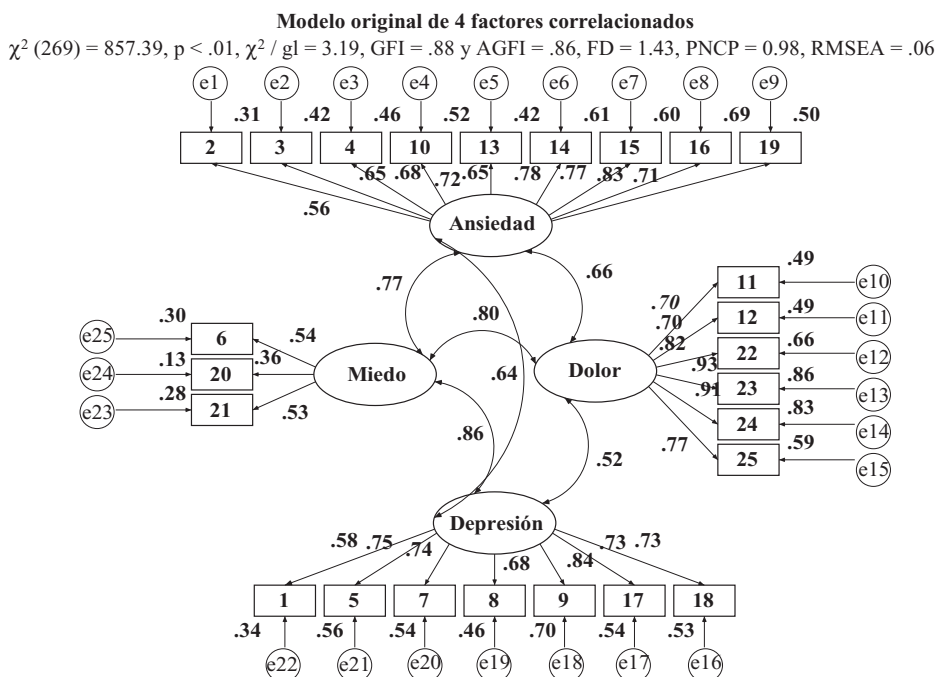 Modelo original de 4 factores correlacionados
χ² (269) = 857.39, p < .01, χ² / gl = 3.19, GFI = .88 y AGFI = .86, FD = 1.43, PNCP = 0.98, RMSEA = .06
e1 e2 e3 e4 e5 e6 e7 e8 e9
.31 .42 .46 .52 .42 .61 .60 .69 .50
2 3 4 10 13 14 15 16 19
.56 .65 .68 .72 .65 .78 .77 .83 .71
Ansiedad
.77 .66
.80
.64
.49
11 e10
.70
.49
12 e11
.70
.66
22 e12
.82
.86
23 e13
.93
.83
24 e14
.91
.59
25 e15
.77
Dolor
e25 .30 6 .54
e24 .13 20 .36
e23 .28 21 .53
Miedo
.86 .52
Depresión
.58 .75 .74 .68 .84 .73 .73
1 5 7 8 9 17 18
.34 .56 .54 .46 .70 .54 .53
e22 e21 e20 e19 e18 e17 e16